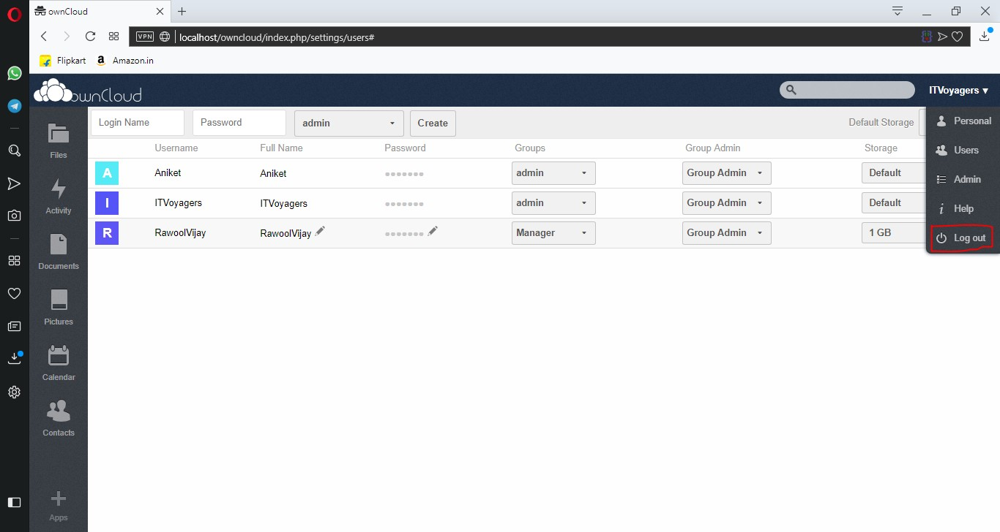 ownCloud
VPN localhost/owncloud/index.php/settings/users#
Flipkart a Amazon.in
ownCloud
ITVoyagers ▾
Login Name Password admin Create Default Storage
Personal
Users
Admin
Help
Log out
Files
Activity
Documents
Pictures
Calendar
Contacts
Apps
Username Full Name Password Groups Group Admin Storage
A Aniket Aniket ●●●●●●● admin Group Admin Default
I ITVoyagers ITVoyagers ●●●●●●● admin Group Admin Default
R RawoolVijay RawoolVijay ●●●●●●● Manager Group Admin 1 GB